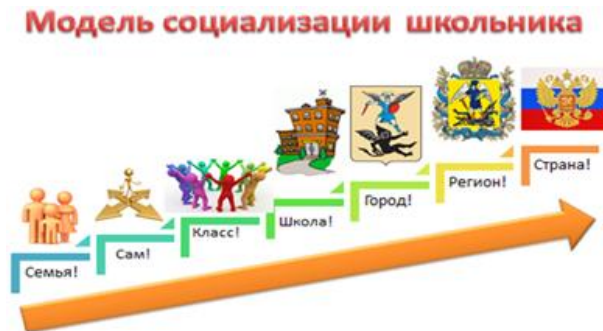 Модель социализации школьника
Семья!
Сам!
Класс!
Школа!
Город!
Регион!
Страна!